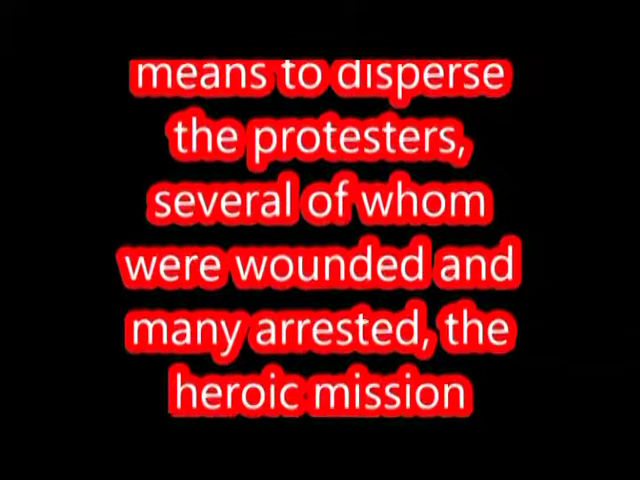 means to disperse
the protesters,
several of whom
were wounded and
many arrested, the
heroic mission